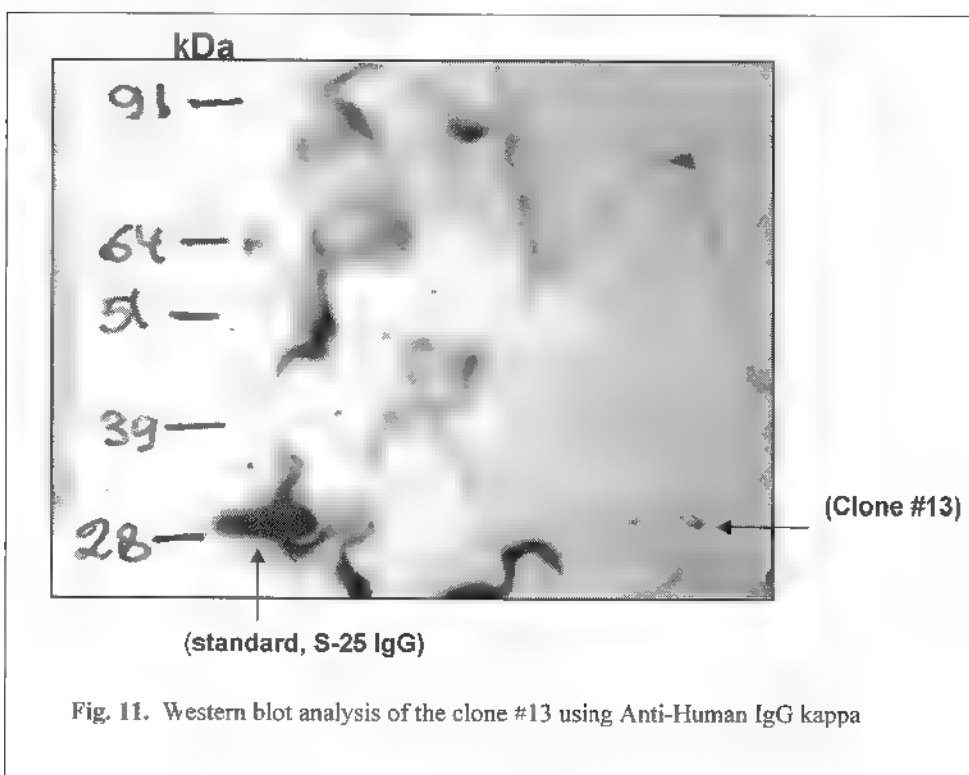 kDa
91
64
51
39
28
(Clone #13)
(standard, S-25 IgG)
Fig. 11. Western blot analysis of the clone #13 using Anti-Human IgG kappa